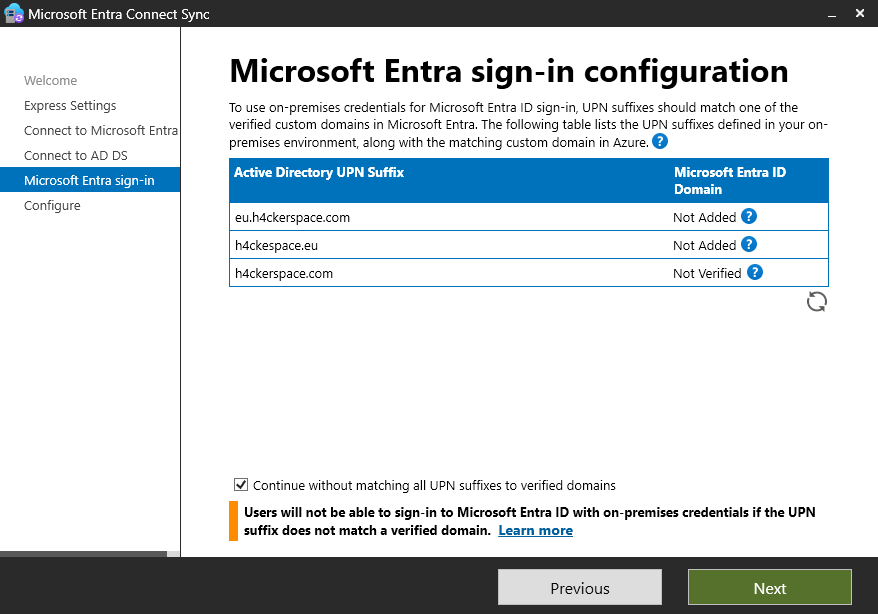 Microsoft Entra Connect Sync
Welcome
Express Settings
Connect to Microsoft Entra
Connect to AD DS
Microsoft Entra sign-in
Configure
Microsoft Entra sign-in configuration
To use on-premises credentials for Microsoft Entra ID sign-in, UPN suffixes should match one of the
verified custom domains in Microsoft Entra. The following table lists the UPN suffixes defined in your on-
premises environment, along with the matching custom domain in Azure. ?
Active Directory UPN Suffix Microsoft Entra ID
Domain
eu.h4ckerspace.com Not Added ?
h4ckespace.eu Not Added ?
h4ckerspace.com Not Verified ?
Continue without matching all UPN suffixes to verified domains
Users will not be able to sign-in to Microsoft Entra ID with on-premises credentials if the UPN
suffix does not match a verified domain. Learn more
Previous
Next